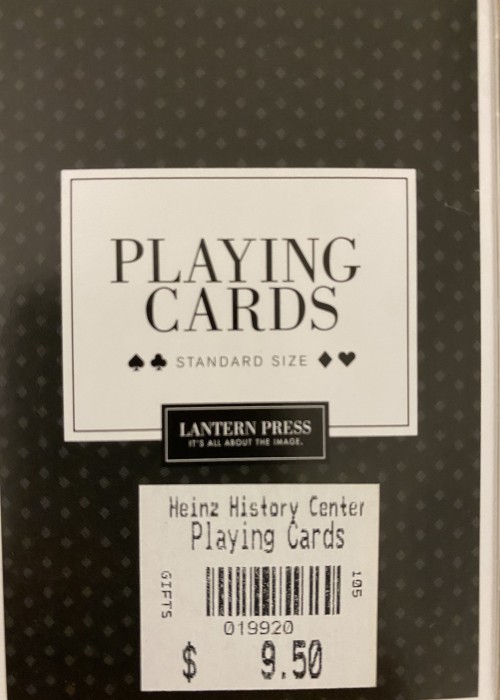 PLAYING
CARDS
STANDARD SIZE
LANTERN PRESS
IT'S ALL ABOUT THE IMAGE.
Heinz History Center
Playing Cards
GIFTS
105
019920
$ 9.50